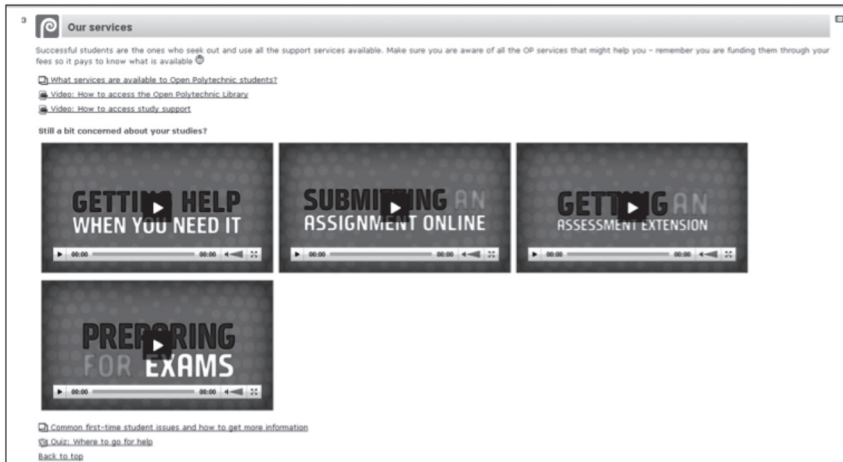 3
Our services
Successful students are the ones who seek out and use all the support services available. Make sure you are aware of all the OP services that might help you - remember you are funding them through your
fees so it pays to know what is available
What services are available to Open Polytechnic students?
Video: How to access the Open Polytechnic Library
Video: How to access study support
Still a bit concerned about your studies?
GETTING HELP
WHEN YOU NEED IT
00:00 00:00
SUBMITTING AN
ASSIGNMENT ONLINE
00:00 00:00
GETTING AN
ASSESSMENT EXTENSION
00:00 00:00
PREPARING
FOR EXAMS
00:00 00:00
Common first-time student issues and how to get more information
Quiz: Where to go for help
Back to top